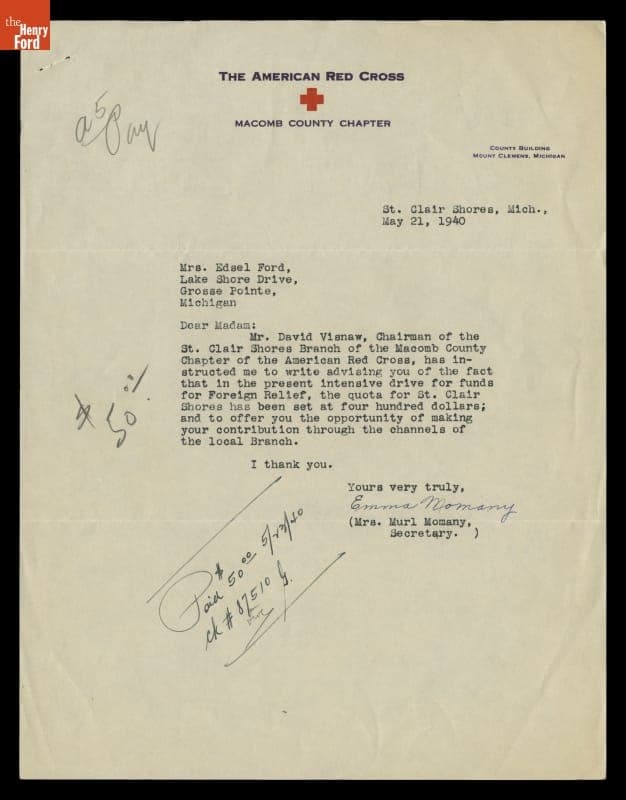 the
Henry
Ford
THE AMERICAN RED CROSS
MACOMB COUNTY CHAPTER
COUNTY BUILDING
MOUNT CLEMENS, MICHIGAN
Pay
St. Clair Shores, Mich.,
May 21, 1940
Mrs. Edsel Ford,
Lake Shore Drive,
Grosse Pointe,
Michigan
Dear Madam:
Mr. David Visnaw, Chairman of the
St. Clair Shores Branch of the Macomb County
Chapter of the American Red Cross, has in-
structed me to write advising you of the fact
that in the present intensive drive for funds
for Foreign Relief, the quota for St. Clair
Shores has been set at four hundred dollars;
and to offer you the opportunity of making
your contribution through the channels of
the local Branch.
$ 50
I thank you.
Yours very truly,
Emma Momany
(Mrs. Murl Momany,
Secretary. )
Paid $50.00 5/23/40
ck # 87510